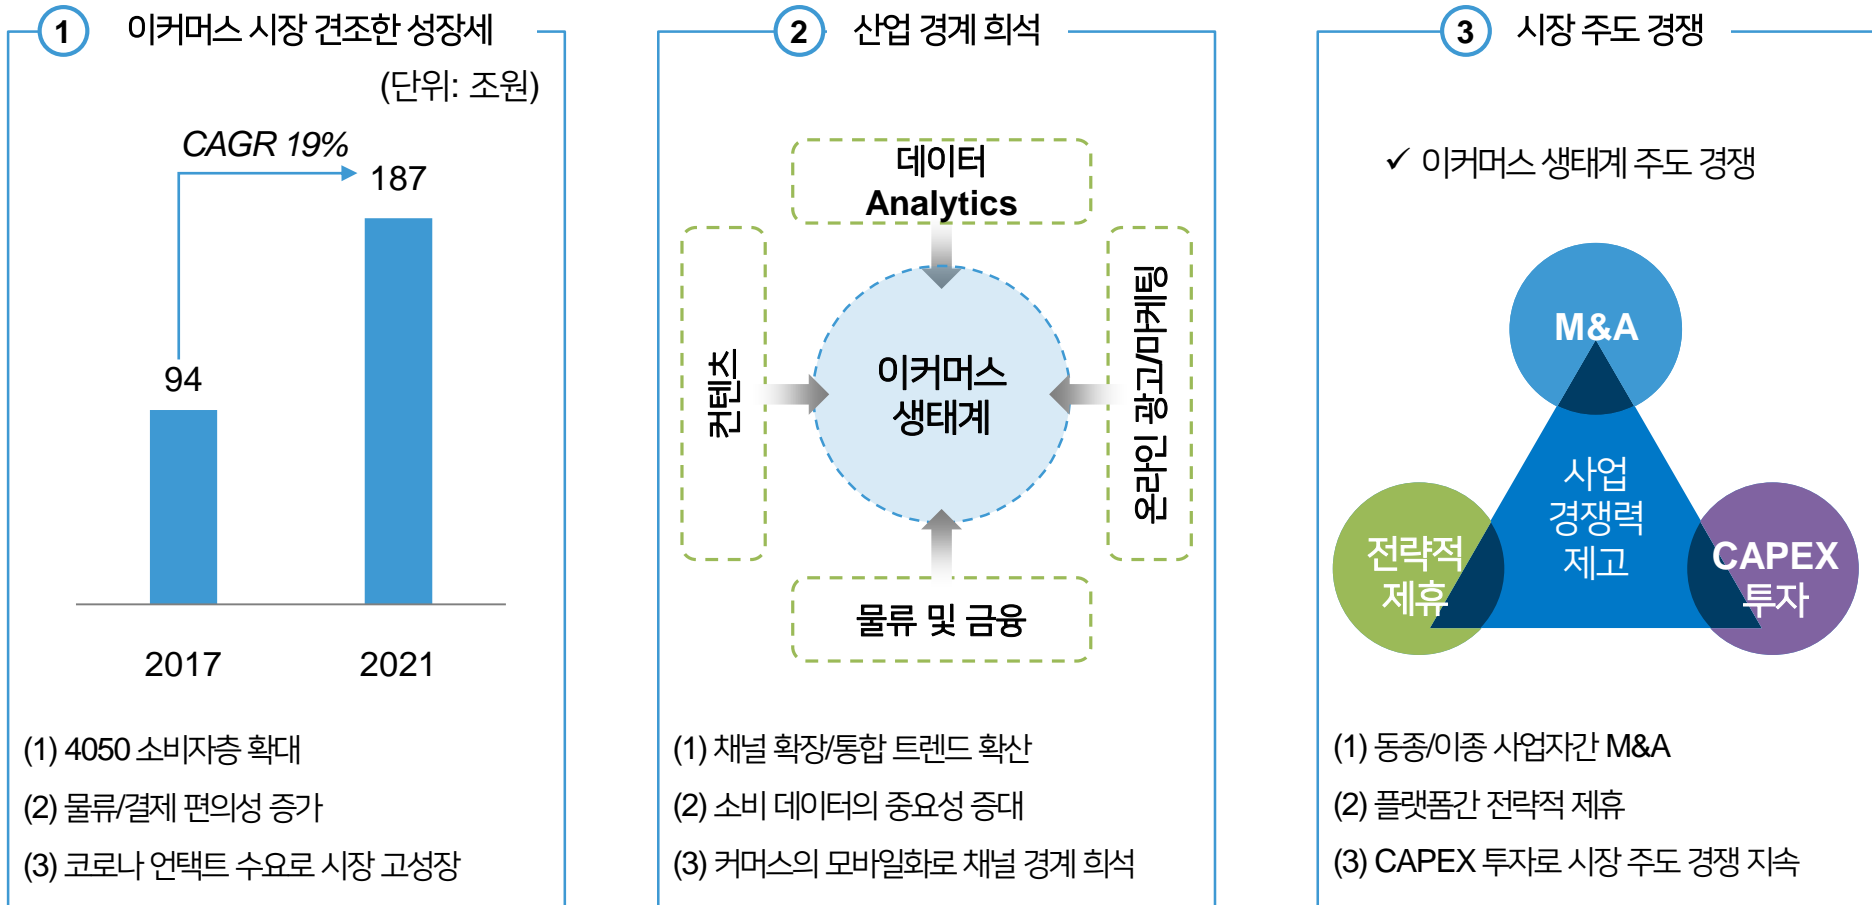 1 이커머스 시장 견조한 성장세
(단위: 조원)
CAGR 19%
187
94
2017
2021
(1) 4050 소비자층 확대
(2) 물류/결제 편의성 증가
(3) 코로나 언택트 수요로 시장 고성장
2 산업 경계 희석
데이터
Analytics
컨텐츠
이커머스
생태계
온라인 광고/마케팅
물류 및 금융
(1) 채널 확장/통합 트렌드 확산
(2) 소비 데이터의 중요성 증대
(3) 커머스의 모바일화로 채널 경계 희석
3 시장 주도 경쟁
✓ 이커머스 생태계 주도 경쟁
M&A
사업
경쟁력
제고
전략적
제휴
CAPEX
투자
(1) 동종/이종 사업자간 M&A
(2) 플랫폼간 전략적 제휴
(3) CAPEX 투자로 시장 주도 경쟁 지속